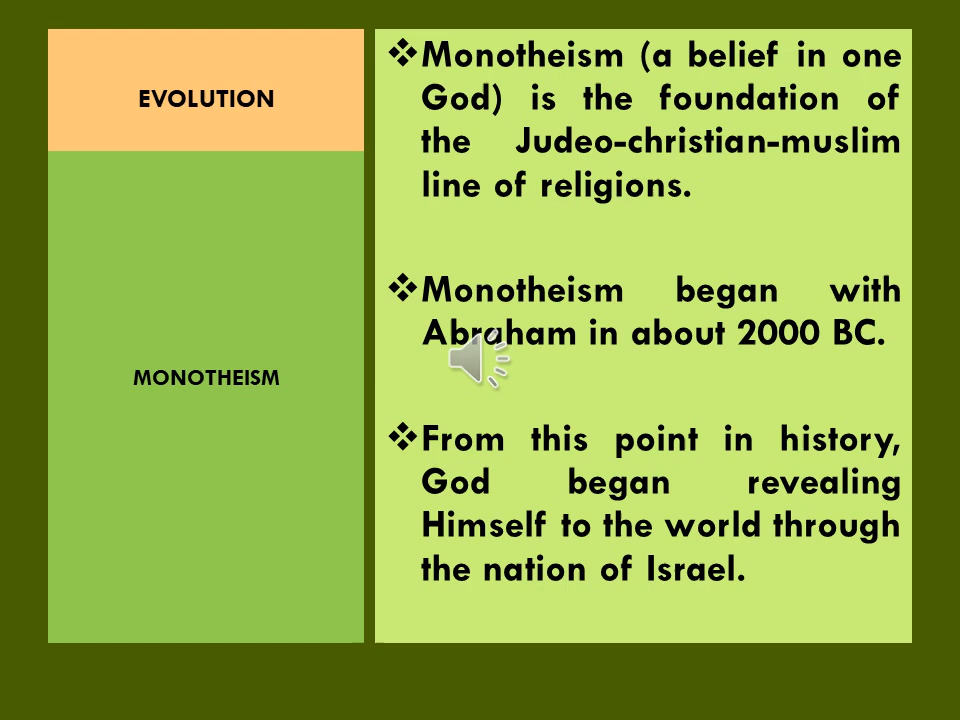 EVOLUTION
MONOTHEISM
❖Monotheism (a belief in one
God) is the foundation of
the Judeo-christian-muslim
line of religions.
❖Monotheism began with
Abraham in about 2000 BC.
❖From this point in history,
God began revealing
Himself to the world through
the nation of Israel.